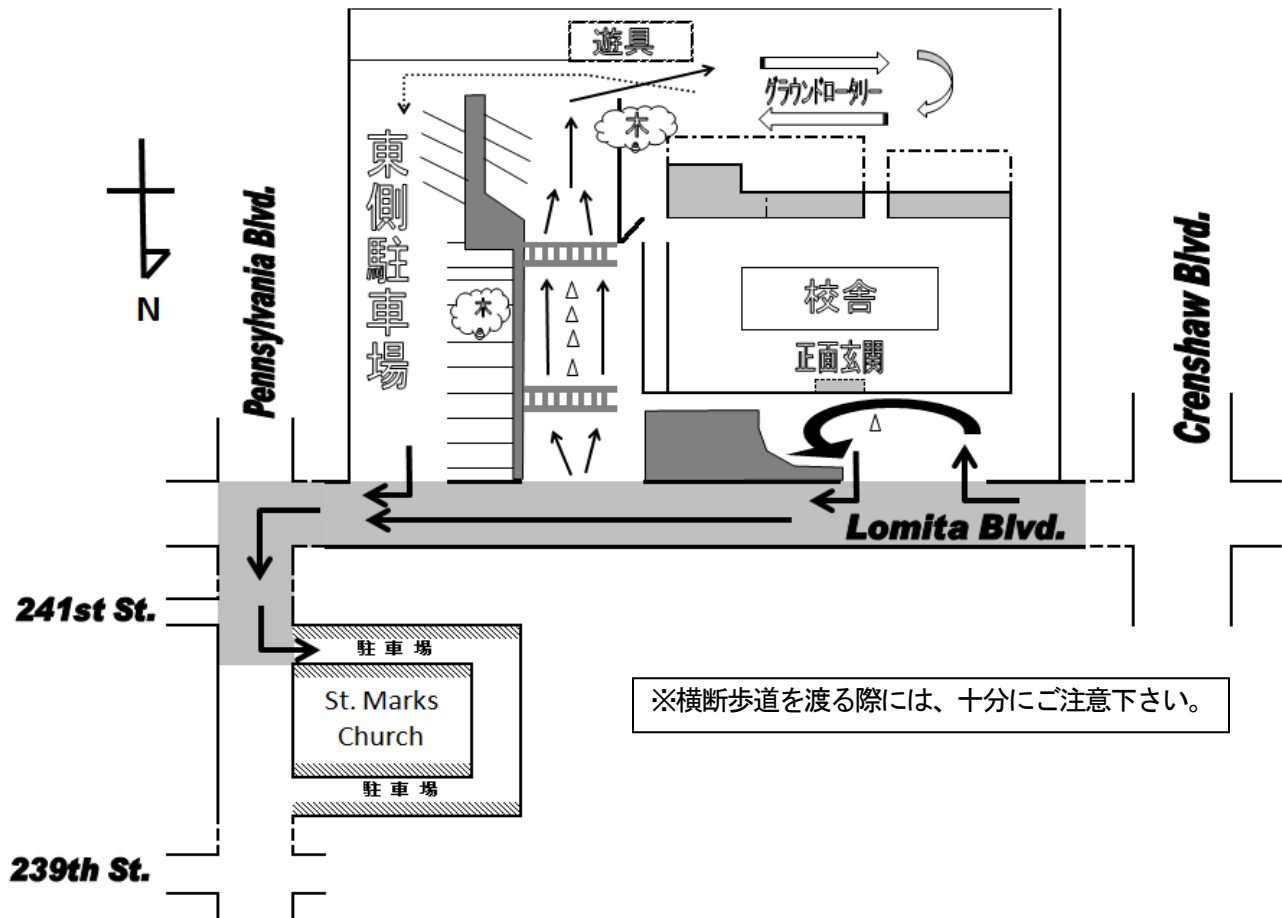 遊具
グラウンドロータリー
木
東側駐車場
N
Pennsylvania Blvd.
木
校舎
正面玄関
Crenshaw Blvd.
Lomita Blvd.
241st St.
駐車場
St. Marks
Church
駐車場
※横断歩道を渡る際には、十分にご注意下さい。
239th St.